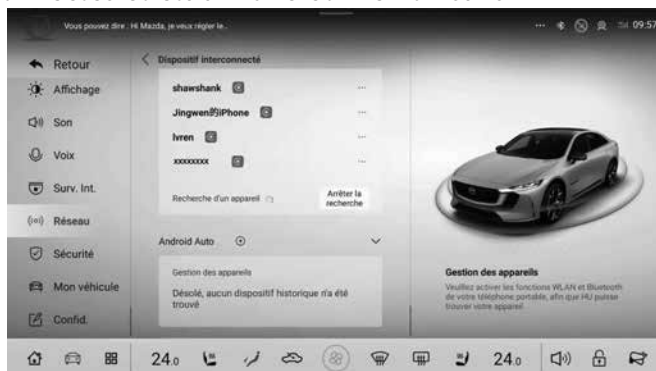 Vous pouvez dire : Hi Mazda, je veux régler le..
09:57
Retour
Affichage
Son
Voix
Surv. Int.
Réseau
Sécurité
Mon véhicule
Confid.
Dispositif interconnecté
shawshank
Jingwen的iPhone
lvren
xxxxxxxx
Recherche d'un appareil
Arrêter la
recherche
Android Auto
Gestion des appareils
Désolé, aucun dispositif historique n'a été
trouvé
Gestion des appareils
Veuillez activer les fonctions WLAN et Bluetooth
de votre téléphone portable, afin que HU puisse
trouver votre appareil.
24.0
24.0